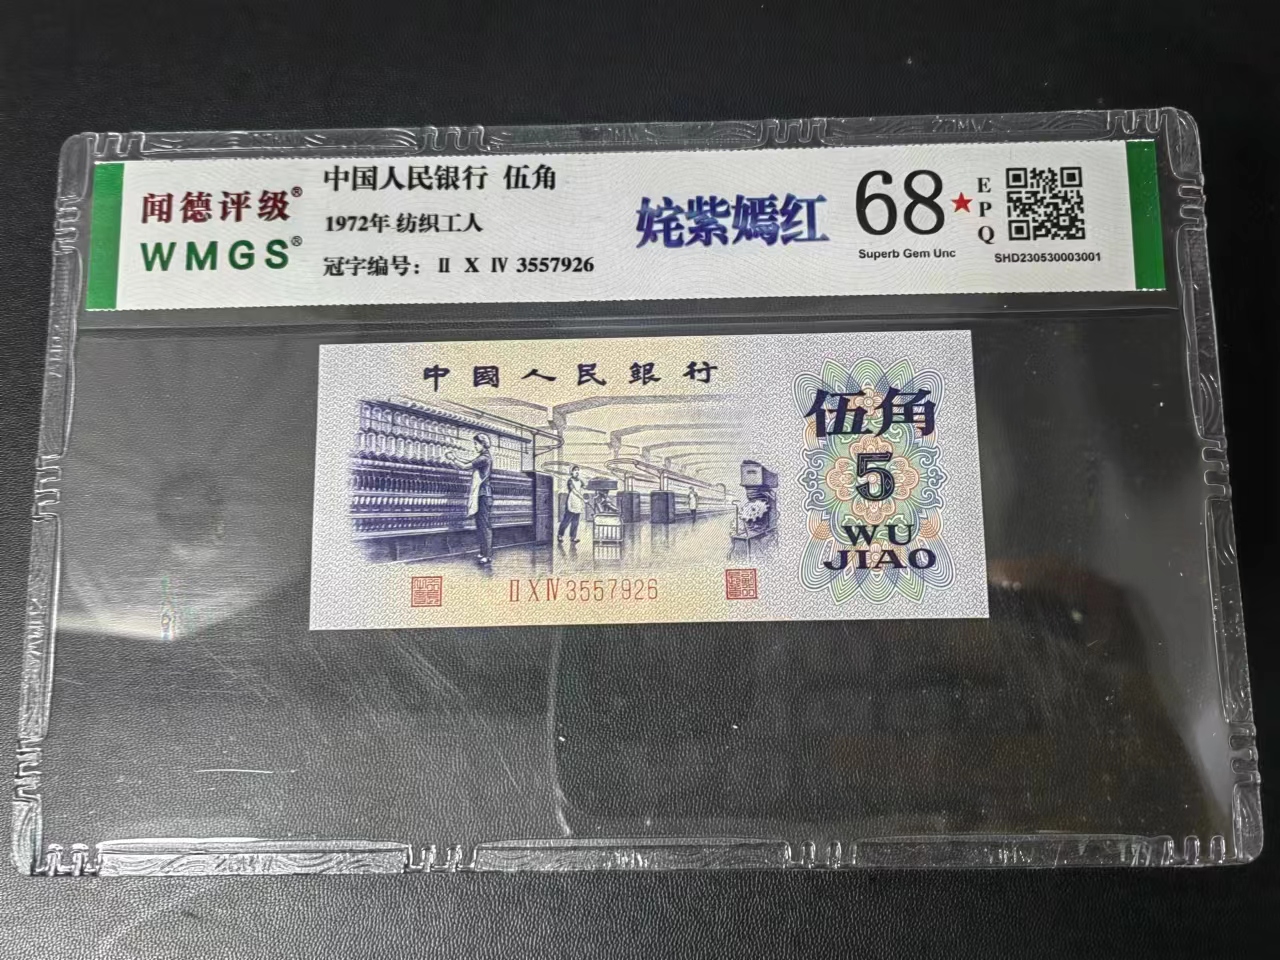 闻德评级®
WMGS®
中国人民银行 伍角
1972年 纺织工人
冠字编号: Ⅱ Ⅹ Ⅳ 3557926
姹紫嫣红
68★
EPQ
Superb Gem Unc
SHD230530003001
中國人民銀行
伍角
5
WU
JIAO
ⅡⅩⅣ3557926